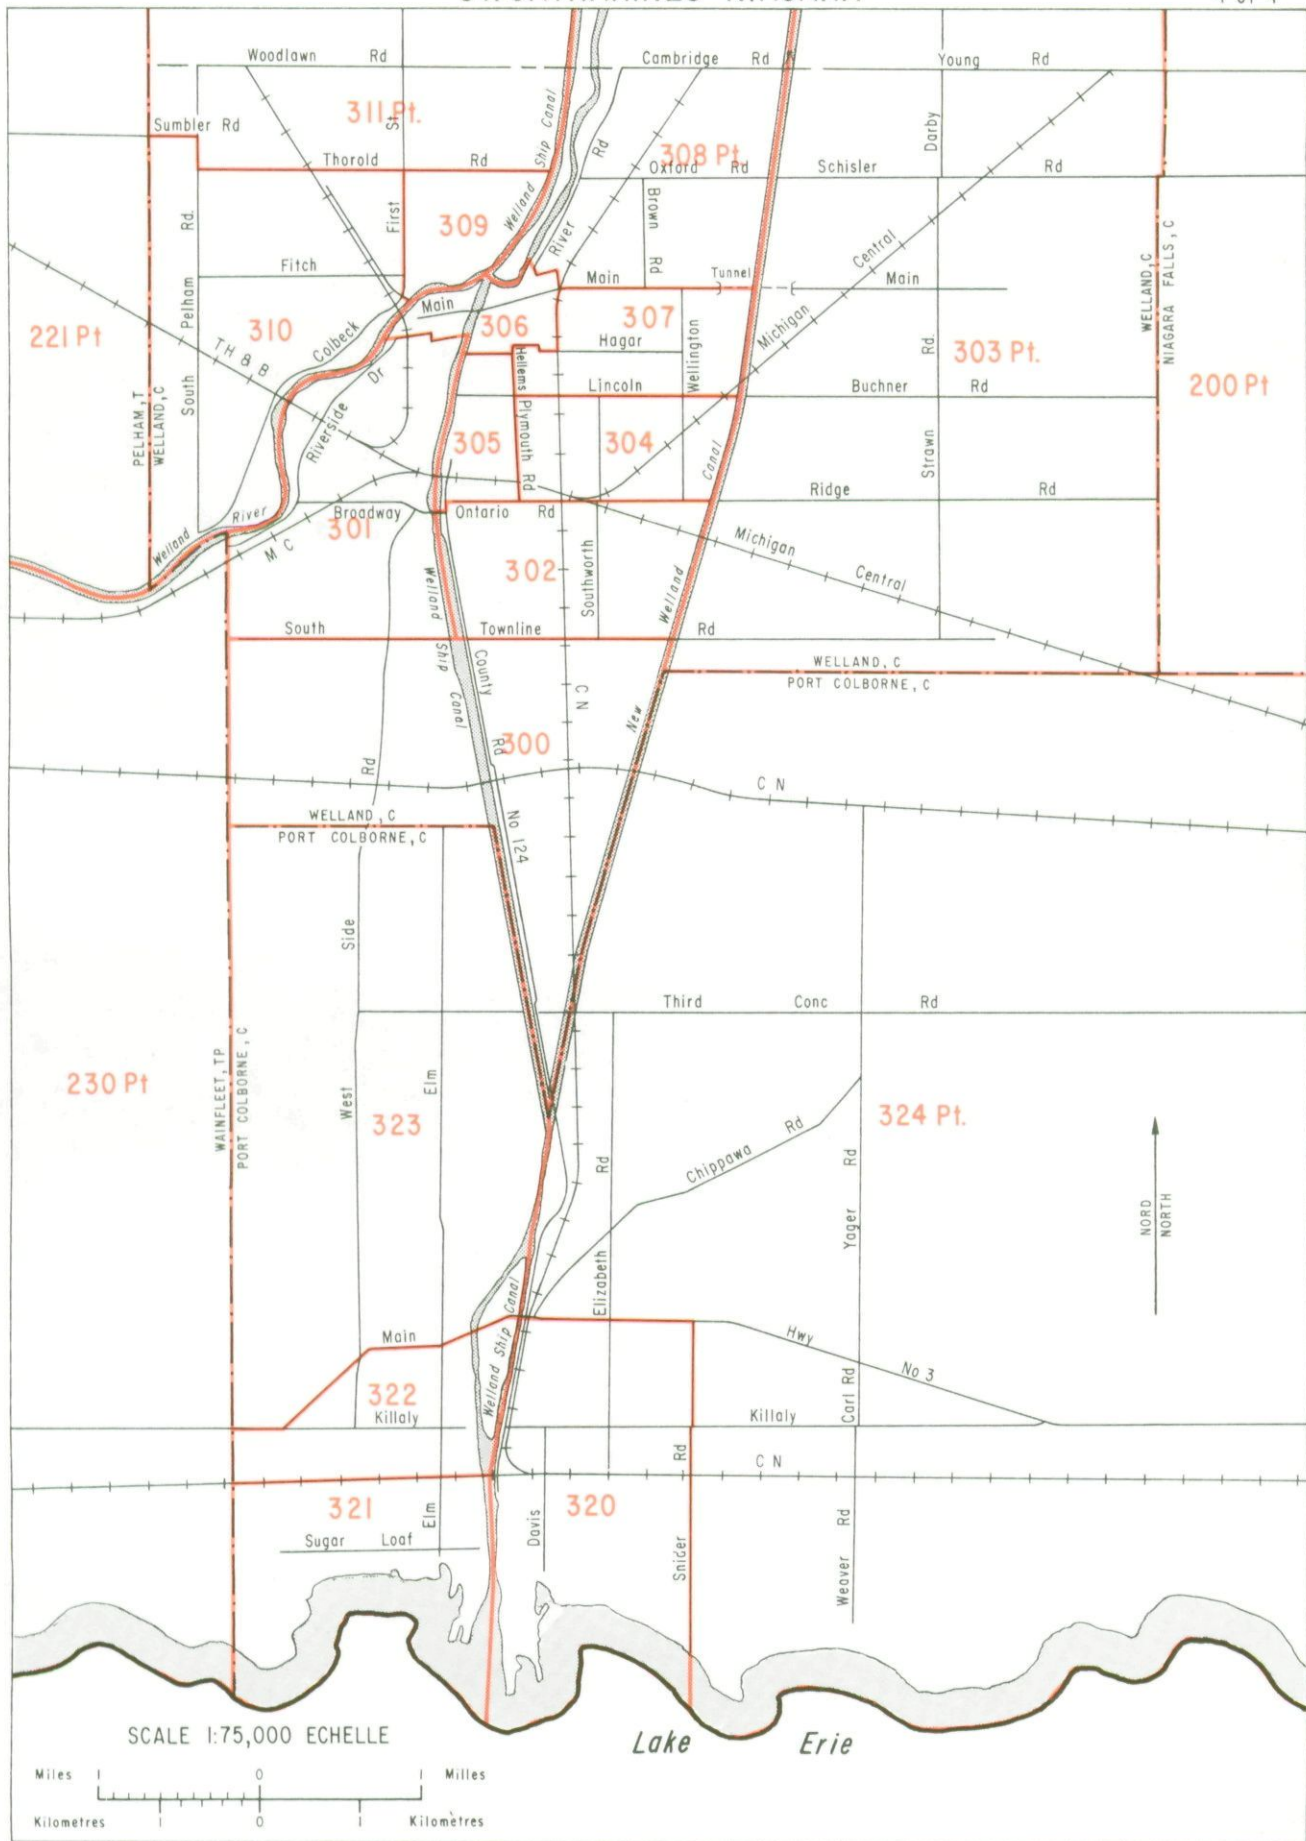 Woodlawn Rd
Cambridge Rd
Young Rd
311 Pt.
St
Ship Canal
Welland
Rd
Sumbler Rd
Thorold Rd
308 Pt
Oxford Rd
Schisler Rd
Darby
309
First
River
Brown Rd
South Pelham Rd.
Fitch
Main
Tunnel
Main
Central
Michigan
WELLAND, C
NIAGARA FALLS, C
221 Pt
310
Colbeck
Main
306
307
Hagar
Wellington
Rd.
303 Pt.
200 Pt
TH & B
Dr
Riverside
Hellems
Lincoln
Buchner Rd
PELHAM, T
WELLAND, C
305
Plymouth Rd
304
Canal
Strawn
Ridge Rd
Welland River
M C
301
Broadway
Ontario Rd
Michigan Central
302
Southworth
Welland
New
Welland Ship Canal
South Townline Rd
WELLAND, C
PORT COLBORNE, C
County Rd No 124
C N
300
Rd
C N
WELLAND, C
PORT COLBORNE, C
Side
West
Elm
Third Conc Rd
WAINFLEET, TP
PORT COLBORNE, C
230 Pt
323
324 Pt.
Chippawa Rd
Elizabeth Rd
Yager Rd
NORD
NORTH
Welland Ship Canal
Main
Hwy No 3
322
Killaly
Killaly
Carl Rd
C N
321
Elm
Sugar Loaf
Davis
320
Snider Rd
Weaver Rd
SCALE 1:75,000 ECHELLE
Lake Erie
Miles 1 0 1 Milles
Kilometres 1 0 1 Kilomètres